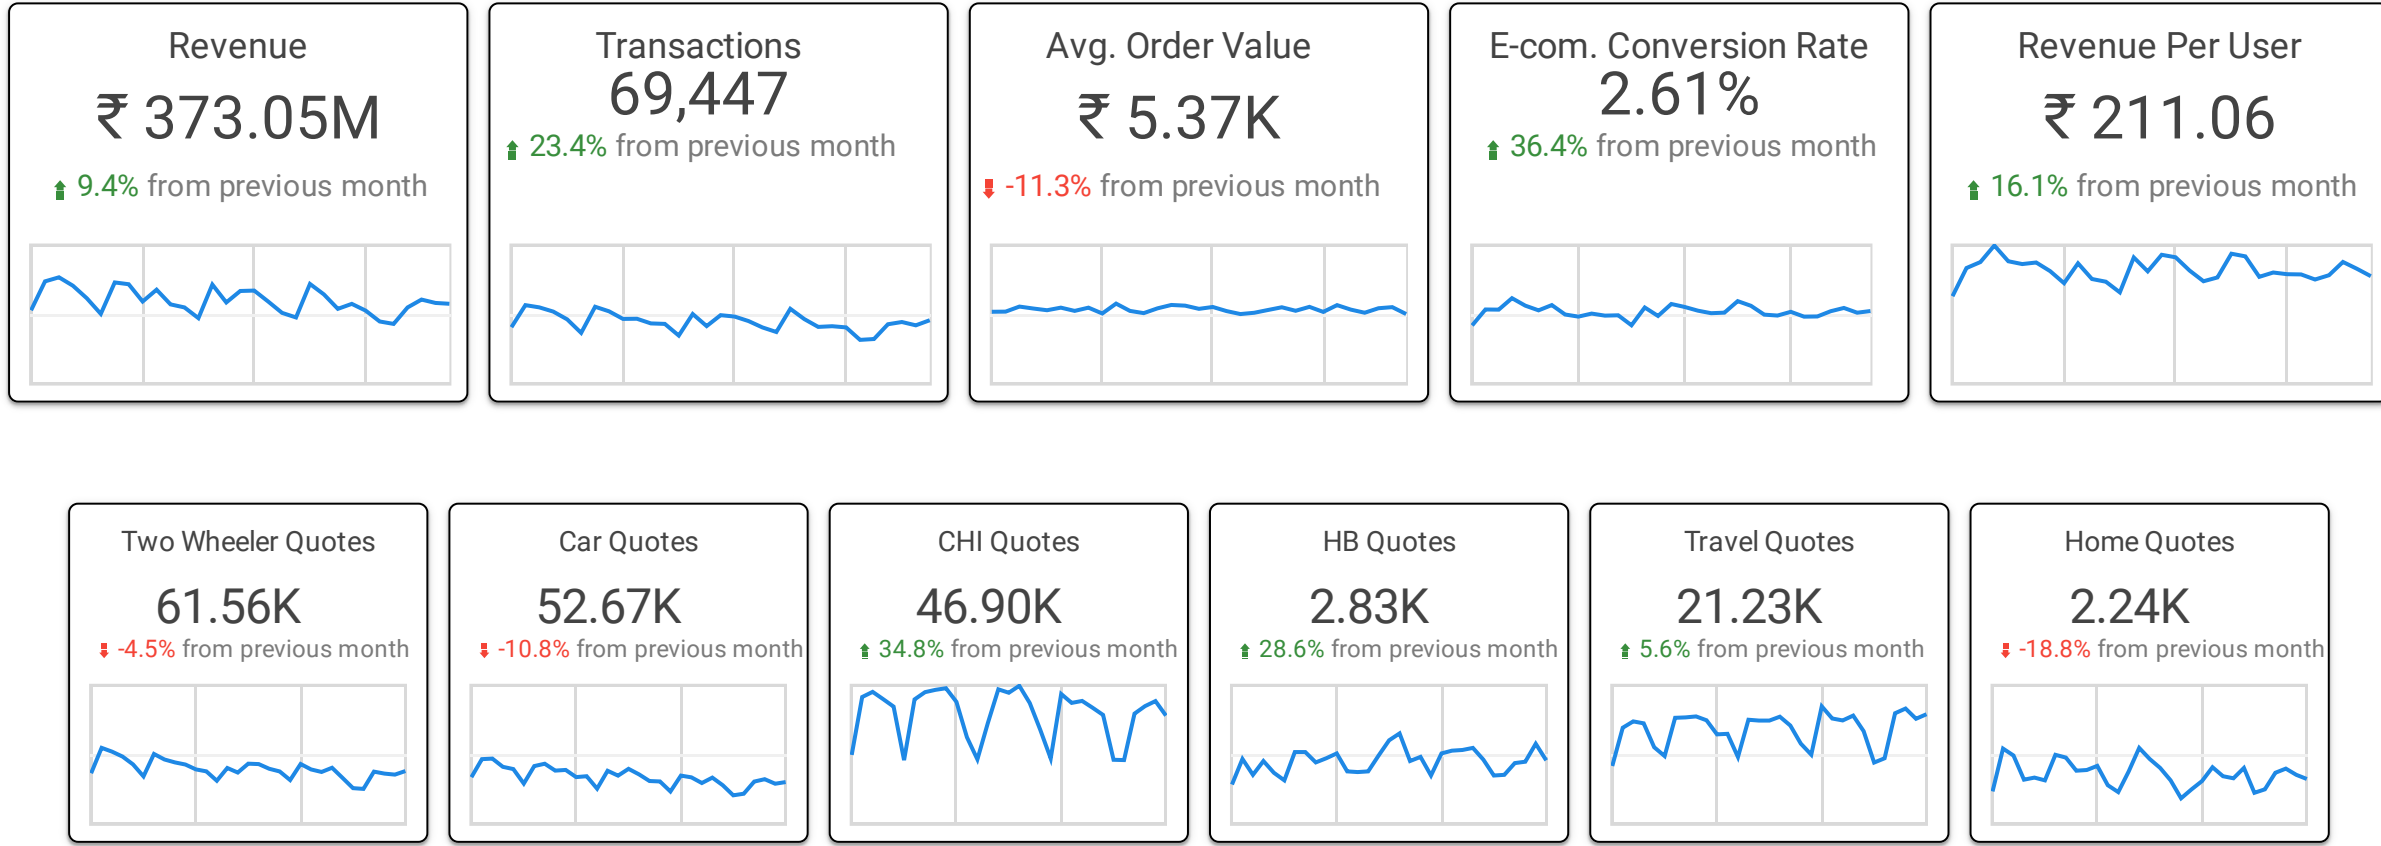 Revenue
₹ 373.05M
9.4% from previous month
Transactions
69,447
23.4% from previous month
Avg. Order Value
₹ 5.37K
-11.3% from previous month
E-com. Conversion Rate
2.61%
36.4% from previous month
Revenue Per User
₹ 211.06
16.1% from previous month
Two Wheeler Quotes
61.56K
-4.5% from previous month
Car Quotes
52.67K
-10.8% from previous month
CHI Quotes
46.90K
34.8% from previous month
HB Quotes
2.83K
28.6% from previous month
Travel Quotes
21.23K
5.6% from previous month
Home Quotes
2.24K
-18.8% from previous month